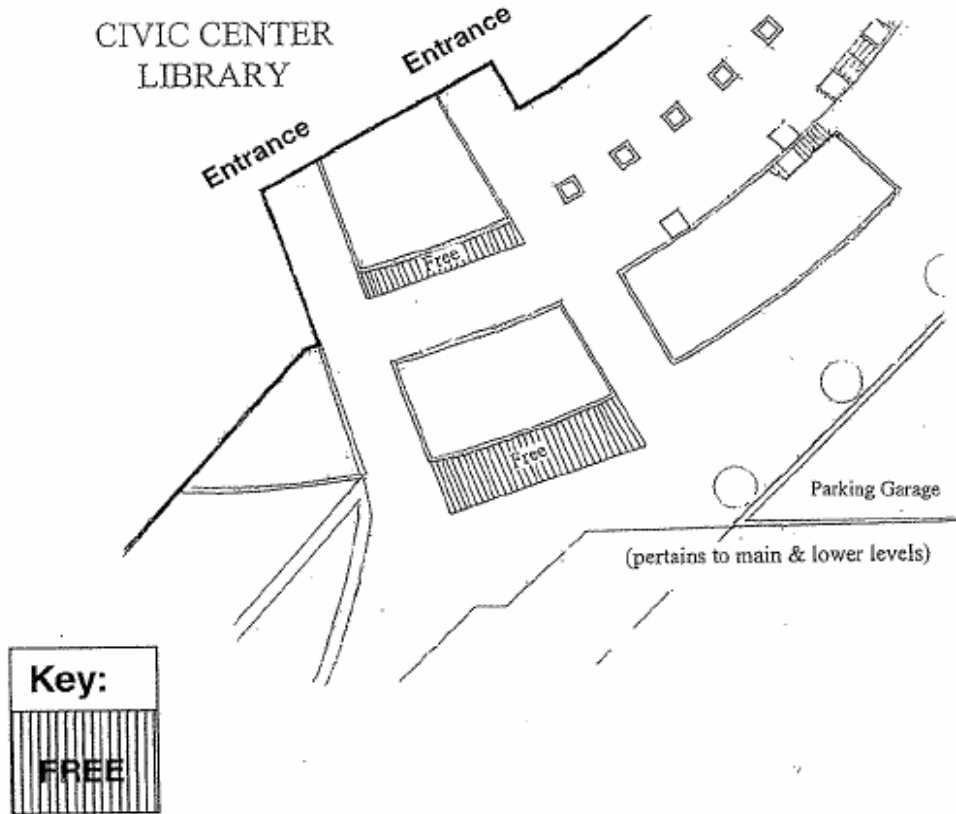 CIVIC CENTER
LIBRARY
Entrance
Entrance
Free
Free
Parking Garage
(pertains to main & lower levels)
Key:
FREE